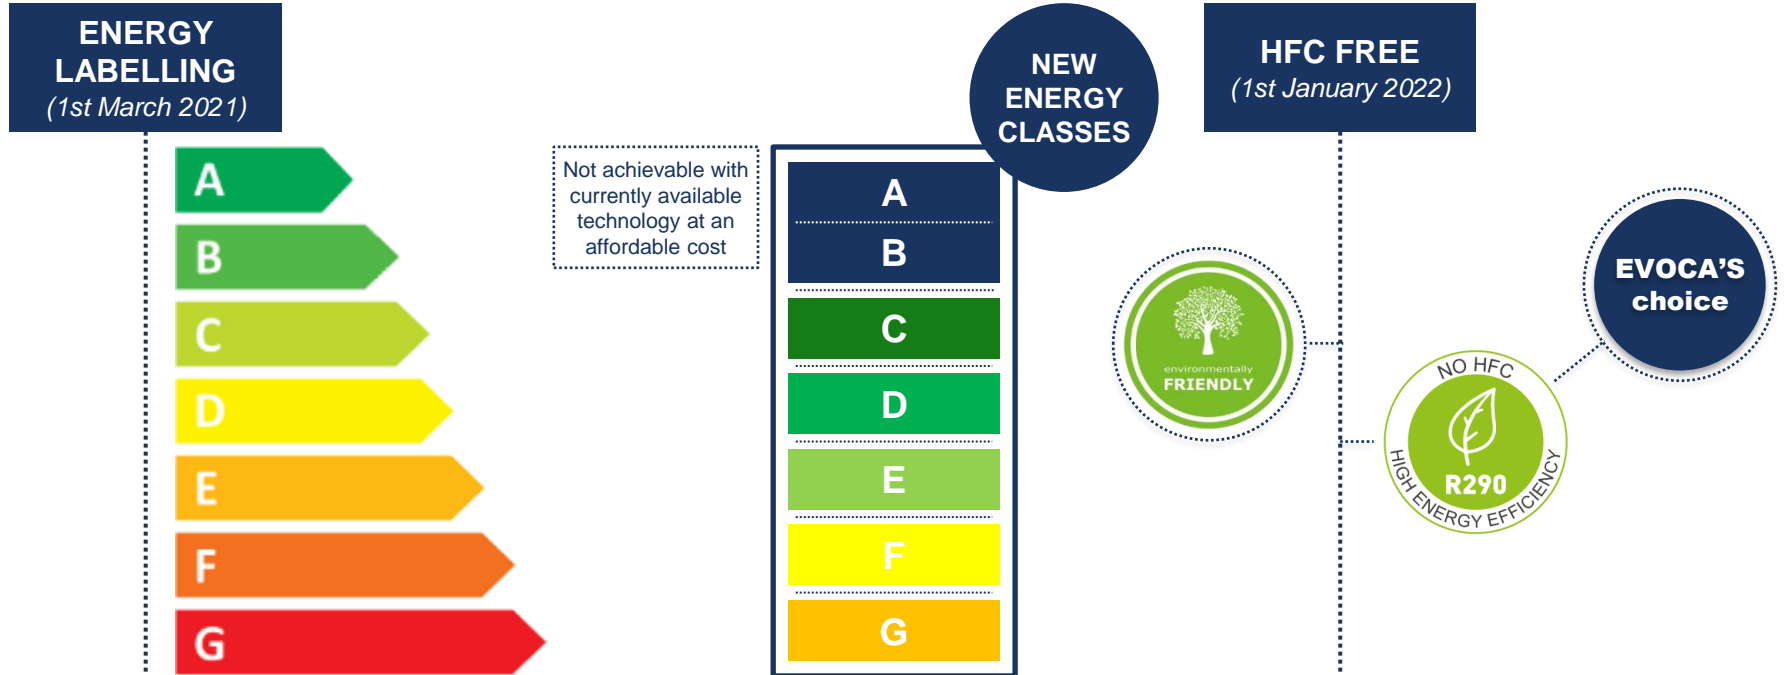 ENERGY
LABELLING
(1st March 2021)
A
B
C
D
E
F
G
Not achievable with
currently available
technology at an
affordable cost
NEW
ENERGY
CLASSES
A
B
C
D
E
F
G
HFC FREE
(1st January 2022)
environmentally
FRIENDLY
NO HFC
R290
HIGH ENERGY EFFICIENCY
EVOCA'S
choice